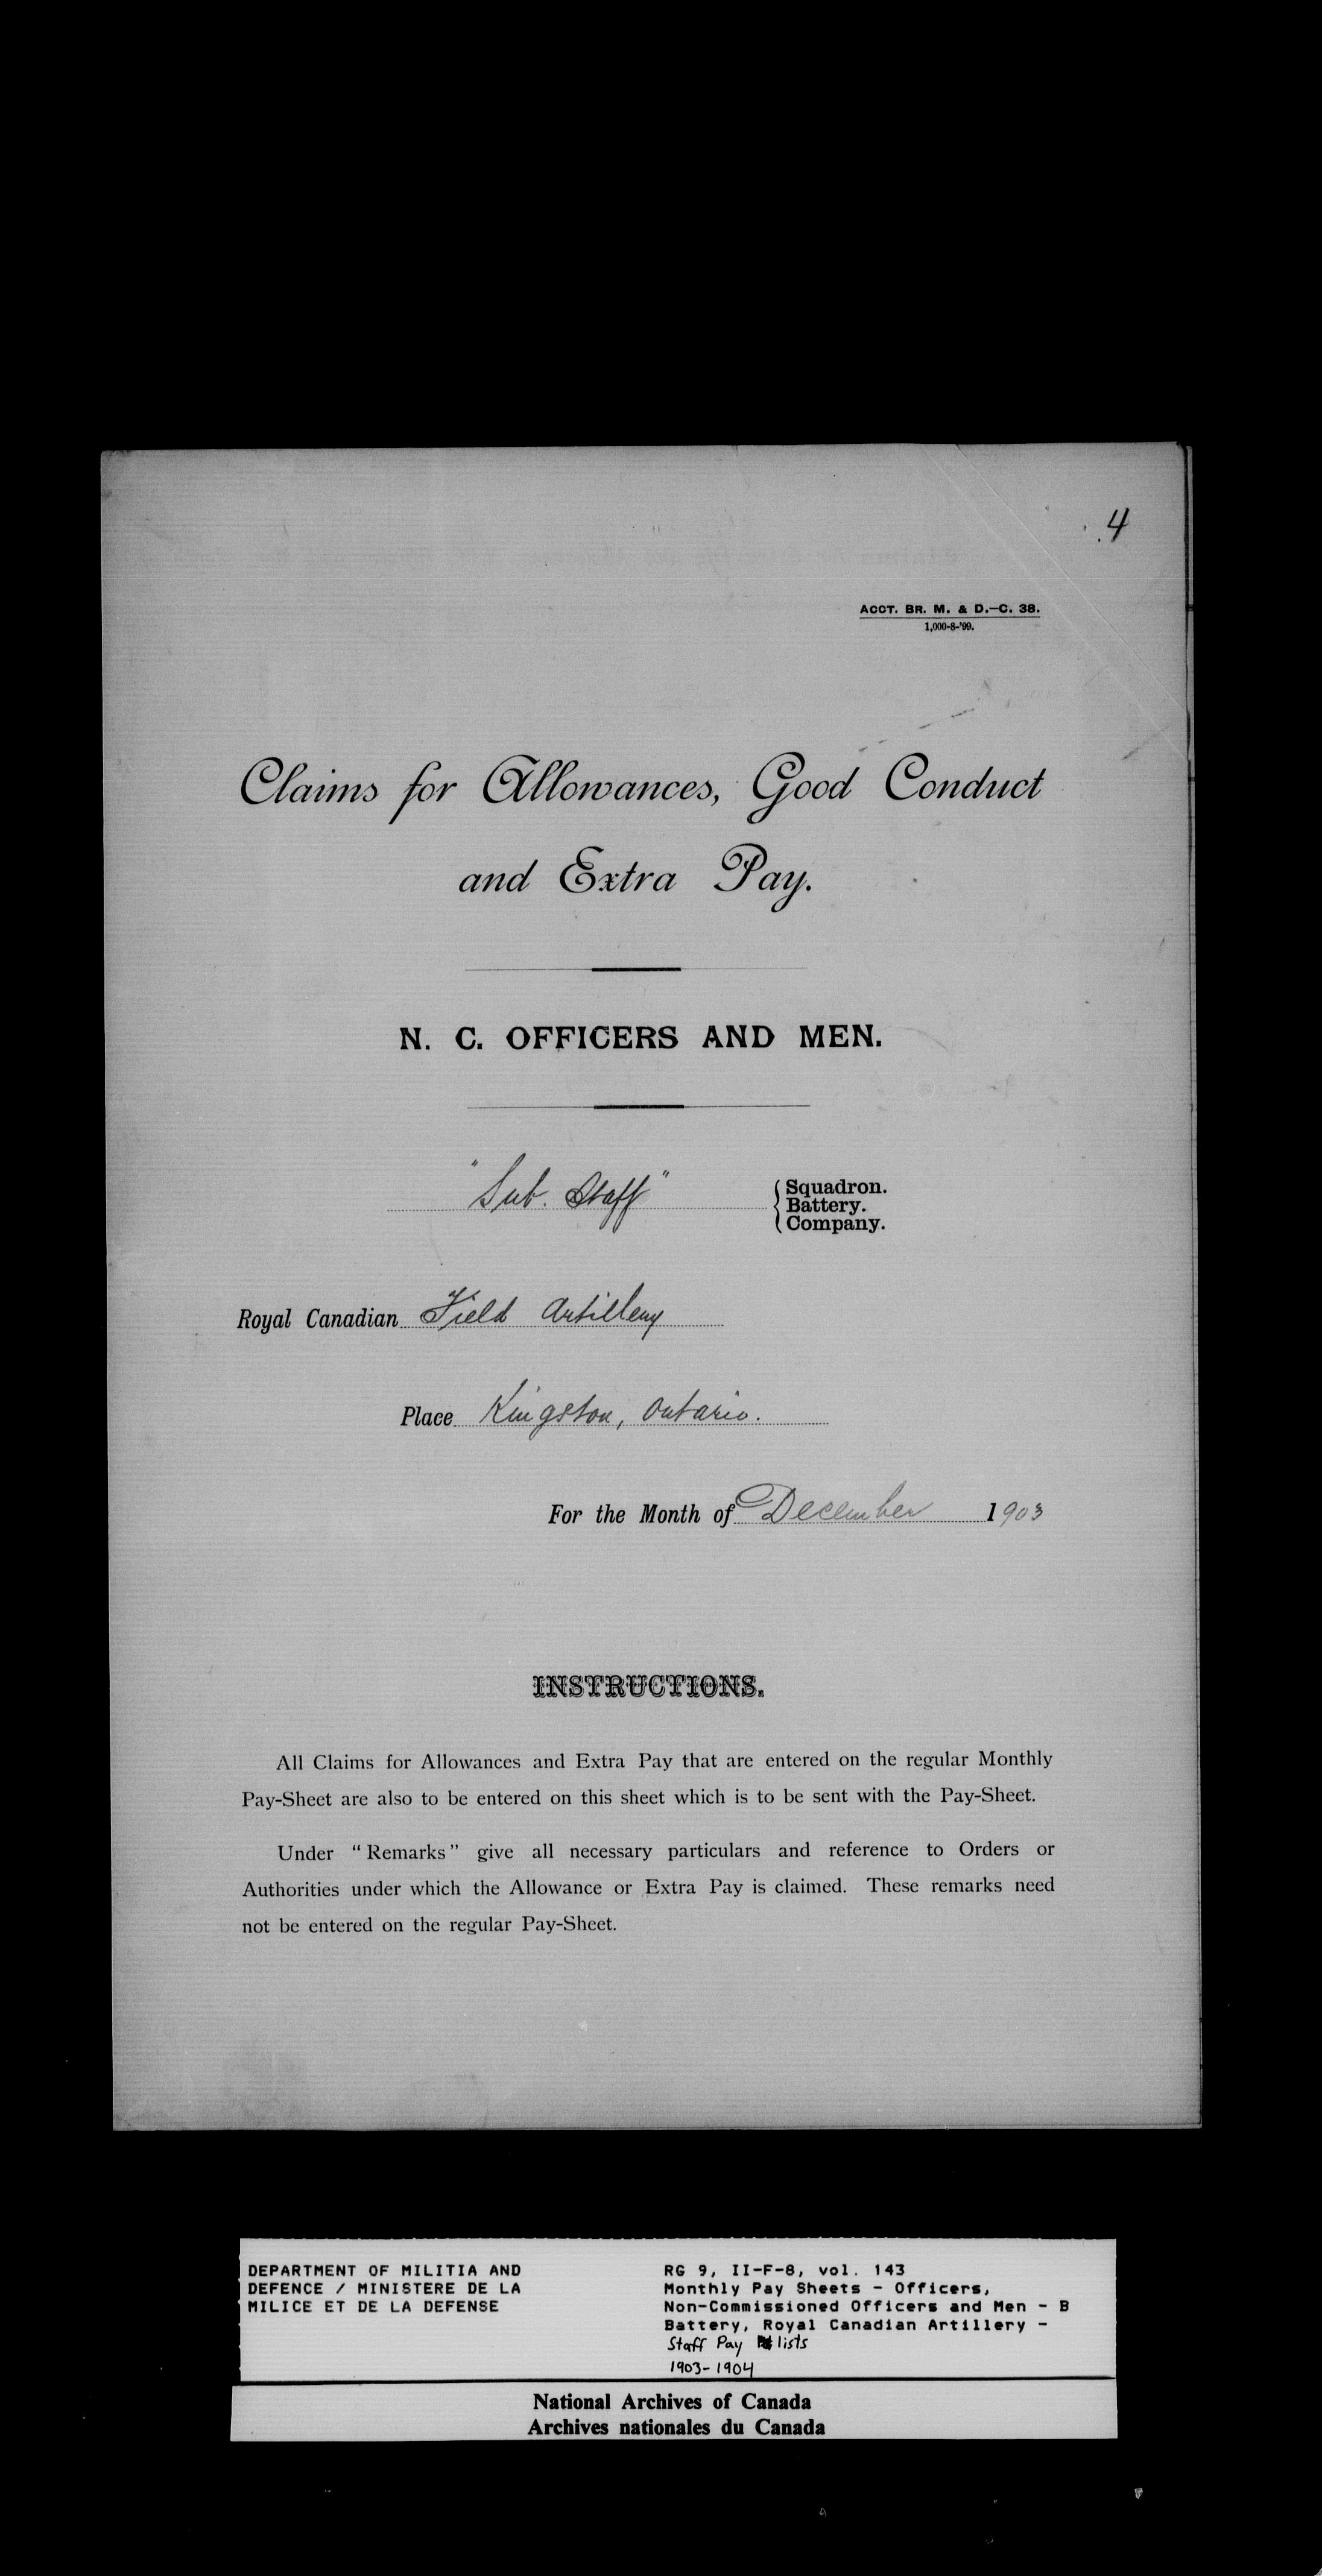 4
ACCT. BR. M. & D.—C. 38.
1,000-8-'99.
Claims for Allowances, Good Conduct
and Extra Pay.
N. C. OFFICERS AND MEN.
"Sub. Staff" { Squadron.
Battery.
Company.
Royal Canadian Field Artillery
Place Kingston, Ontario.
For the Month of December 1903
INSTRUCTIONS.
All Claims for Allowances and Extra Pay that are entered on the regular Monthly
Pay-Sheet are also to be entered on this sheet which is to be sent with the Pay-Sheet.
Under "Remarks" give all necessary particulars and reference to Orders or
Authorities under which the Allowance or Extra Pay is claimed. These remarks need
not be entered on the regular Pay-Sheet.
DEPARTMENT OF MILITIA AND
DEFENCE / MINISTERE DE LA
MILICE ET DE LA DEFENSE
RG 9, II-F-8, vol. 143
Monthly Pay Sheets - Officers,
Non-Commissioned Officers and Men - B
Battery, Royal Canadian Artillery -
Staff Pay lists
1903-1904
National Archives of Canada
Archives nationales du Canada